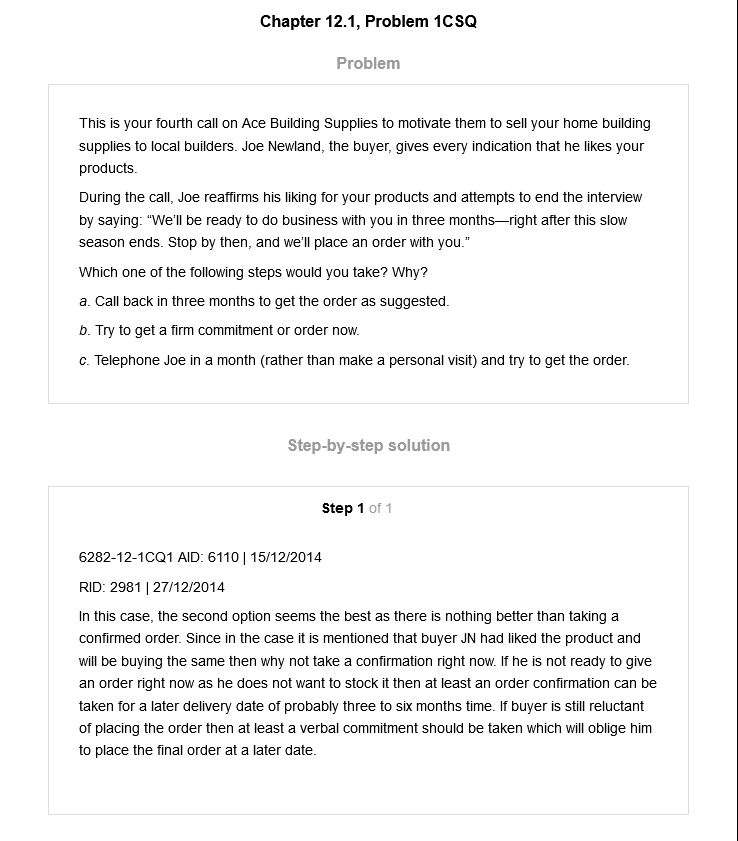 Chapter 12.1, Problem 1CSQ
Problem
This is your fourth call on Ace Building Supplies to motivate them to sell your home building
supplies to local builders. Joe Newland, the buyer, gives every indication that he likes your
products.
During the call, Joe reaffirms his liking for your products and attempts to end the interview
by saying: “We’ll be ready to do business with you in three months—right after this slow
season ends. Stop by then, and we’ll place an order with you.”
Which one of the following steps would you take? Why?
a. Call back in three months to get the order as suggested.
b. Try to get a firm commitment or order now.
c. Telephone Joe in a month (rather than make a personal visit) and try to get the order.
Step-by-step solution
Step 1 of 1
6282-12-1CQ1 AID: 6110 | 15/12/2014
RID: 2981 | 27/12/2014
In this case, the second option seems the best as there is nothing better than taking a
confirmed order. Since in the case it is mentioned that buyer JN had liked the product and
will be buying the same then why not take a confirmation right now. If he is not ready to give
an order right now as he does not want to stock it then at least an order confirmation can be
taken for a later delivery date of probably three to six months time. If buyer is still reluctant
of placing the order then at least a verbal commitment should be taken which will oblige him
to place the final order at a later date.